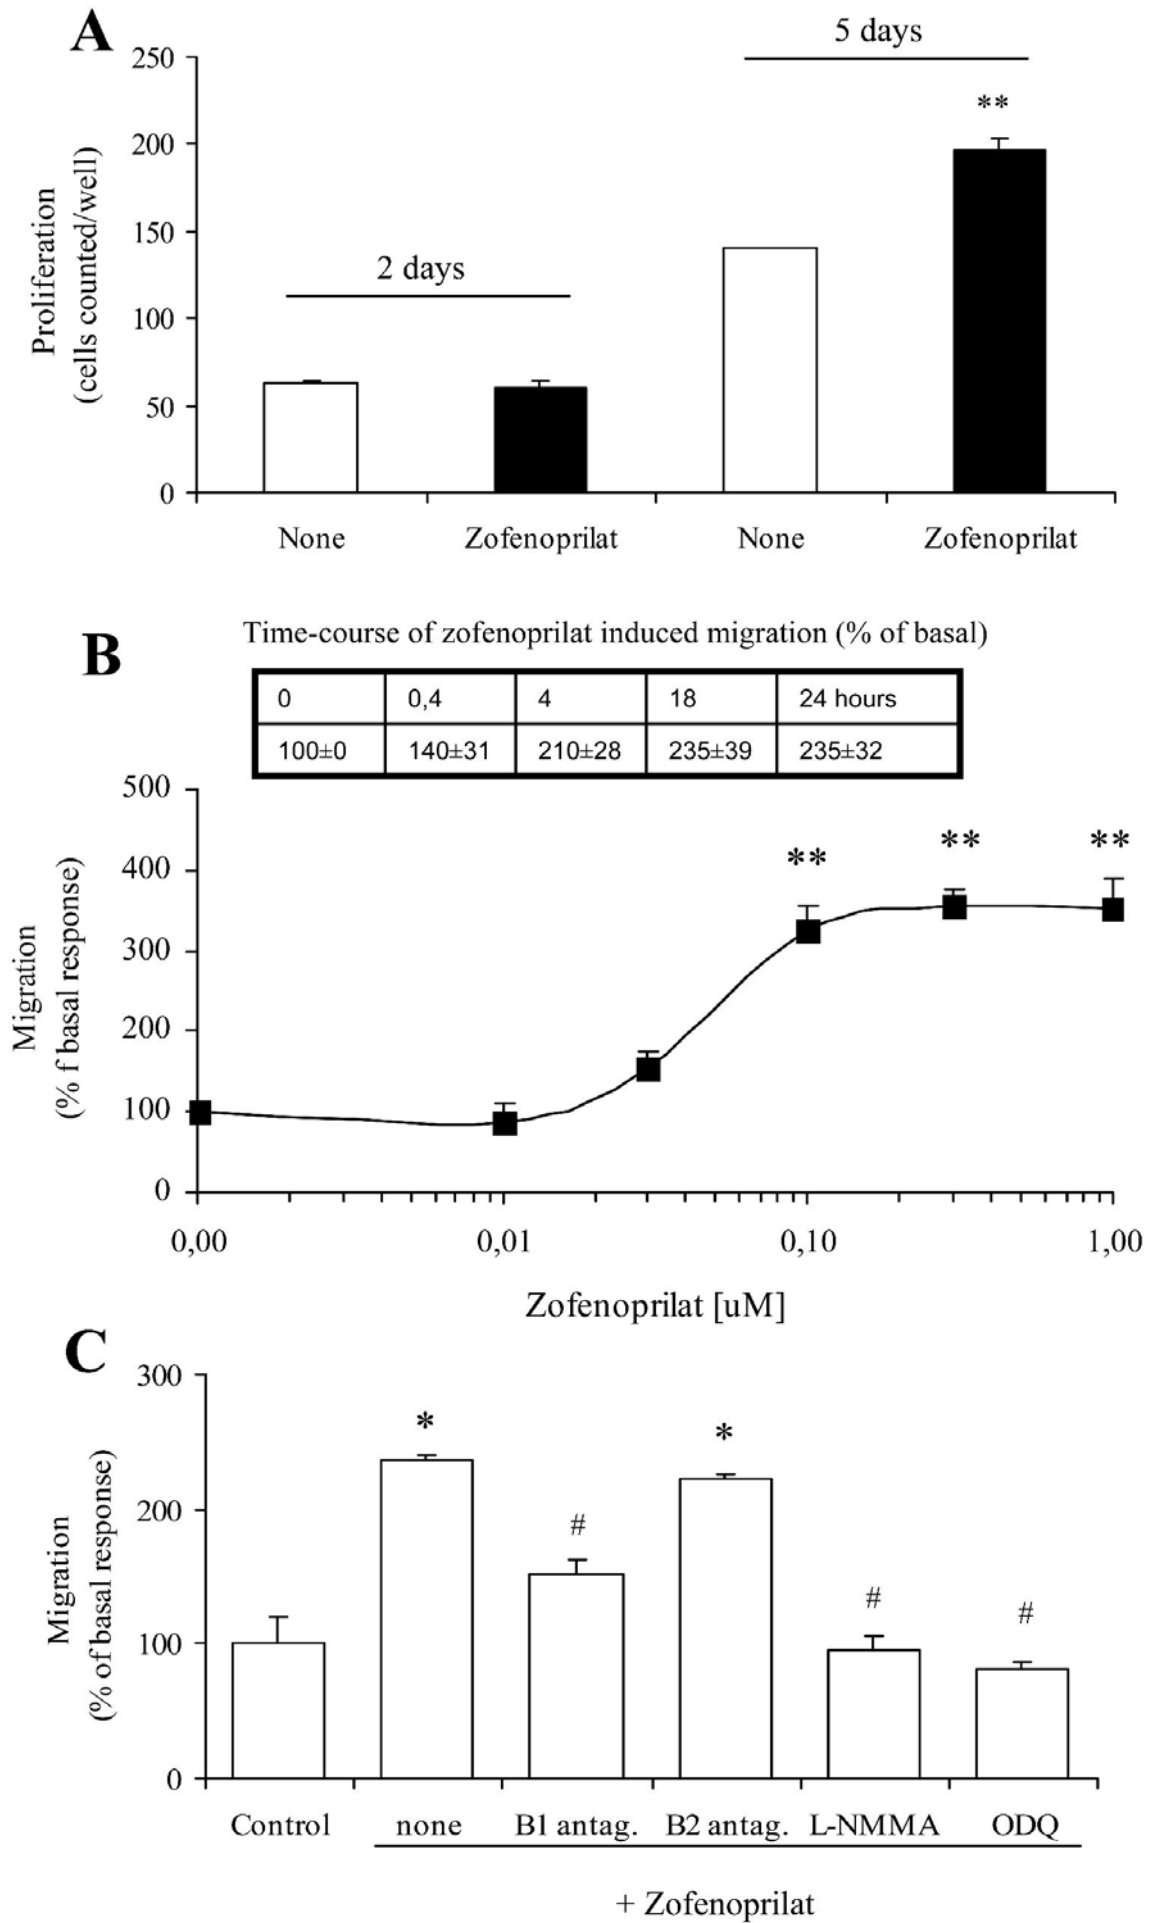 A
5 days
250
**
200
150
2 days
100
50
0
Proliferation
(cells counted/well)
None Zofenoprilat None Zofenoprilat
B
Time-course of zofenoprilat induced migration (% of basal)
0 0,4 4 18 24 hours
100±0 140±31 210±28 235±39 235±32
500
** ** **
400
300
200
100
0
Migration
(% f basal response)
0,00 0,01 0,10 1,00
Zofenoprilat [uM]
C
300
* *
200
# # #
100
0
Migration
(% of basal response)
Control none B1 antag. B2 antag. L-NMMA ODQ
+ Zofenoprilat